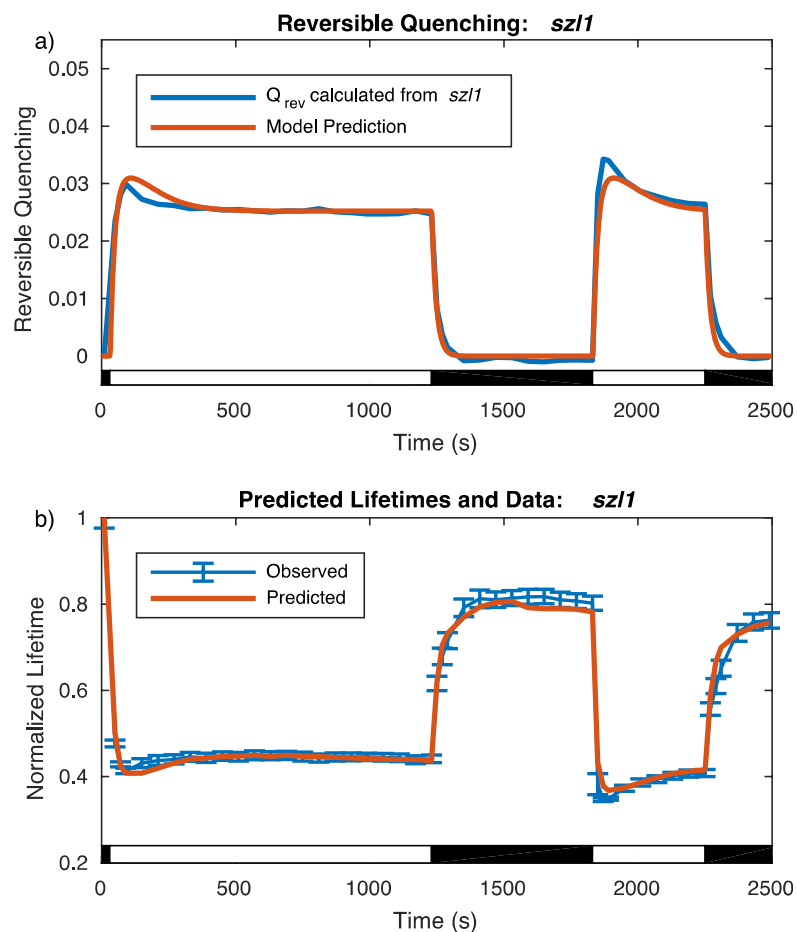 Reversible Quenching: szl1
a)
0.05
0.04
0.03
0.02
0.01
0
Reversible Quenching
Q rev calculated from szl1
Model Prediction
0 500 1000 1500 2000 2500
Time (s)
Predicted Lifetimes and Data: szl1
b)
1
0.8
0.6
0.4
0.2
Normalized Lifetime
Observed
Predicted
0 500 1000 1500 2000 2500
Time (s)